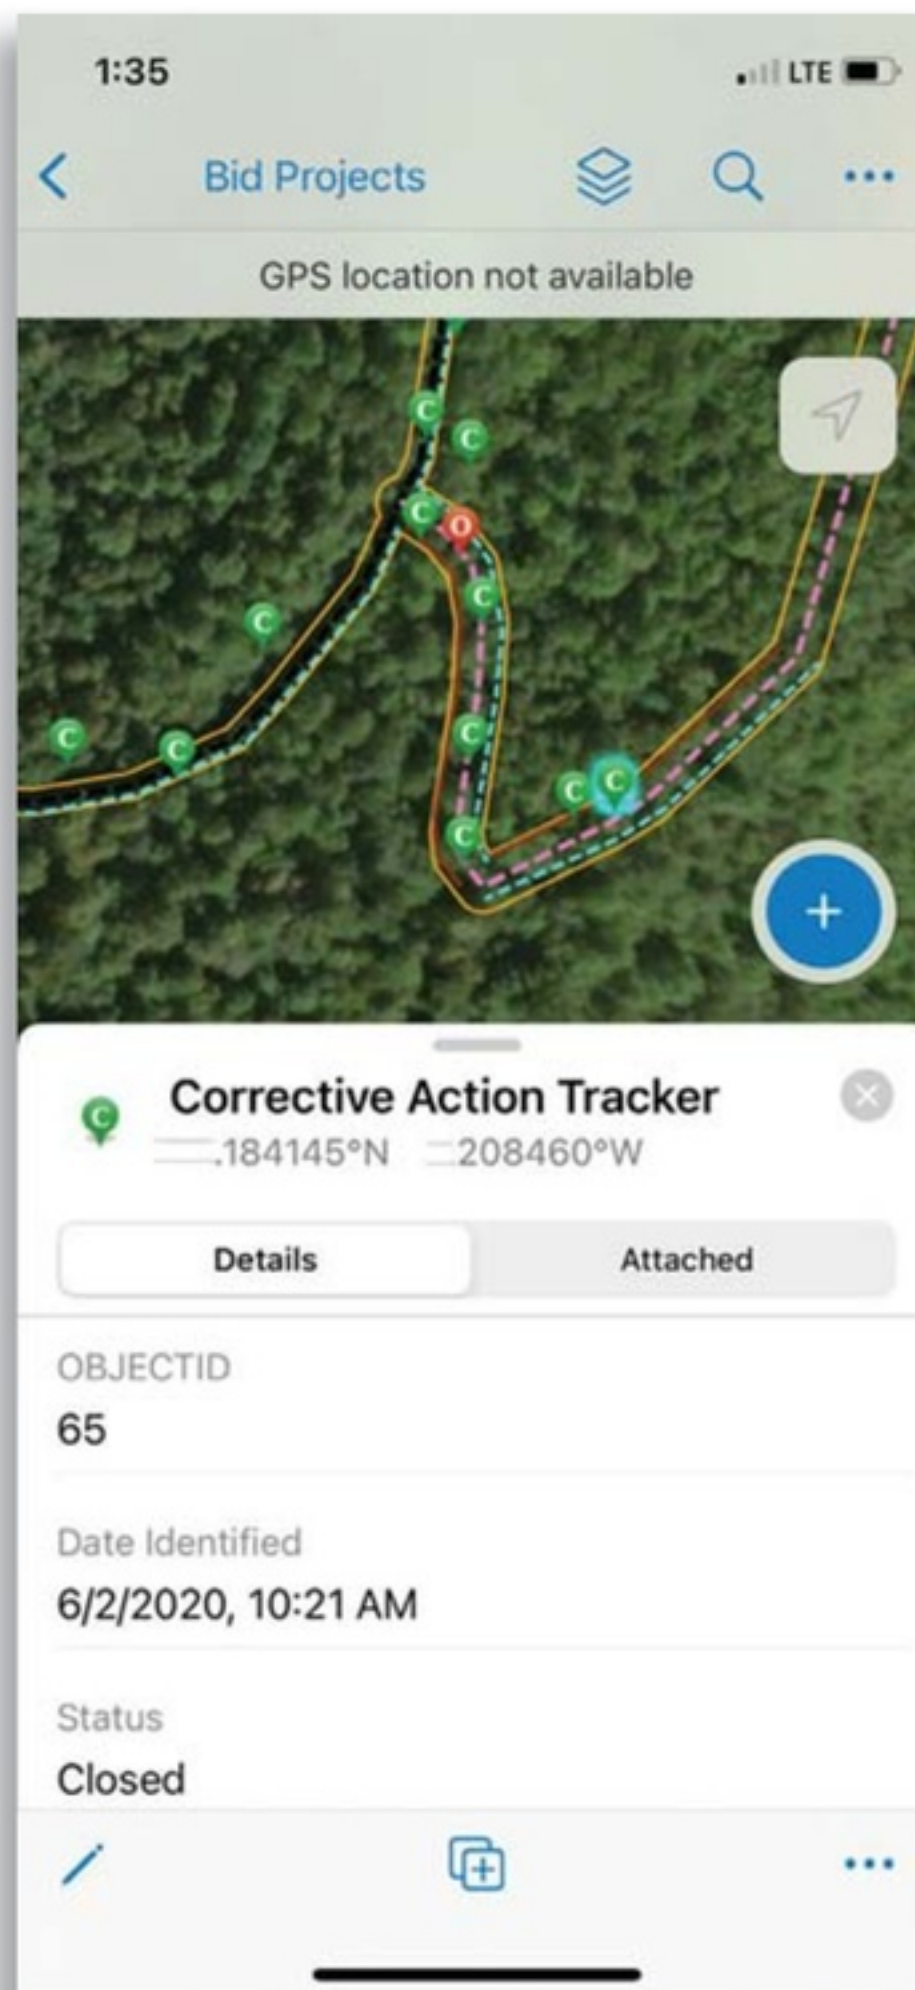 1:35 LTE
Bid Projects
GPS location not available
C
C
C O
C
C
C
C
C
C C
C
Corrective Action Tracker
.184145°N 208460°W
Details Attached
OBJECTID
65
Date Identified
6/2/2020, 10:21 AM
Status
Closed